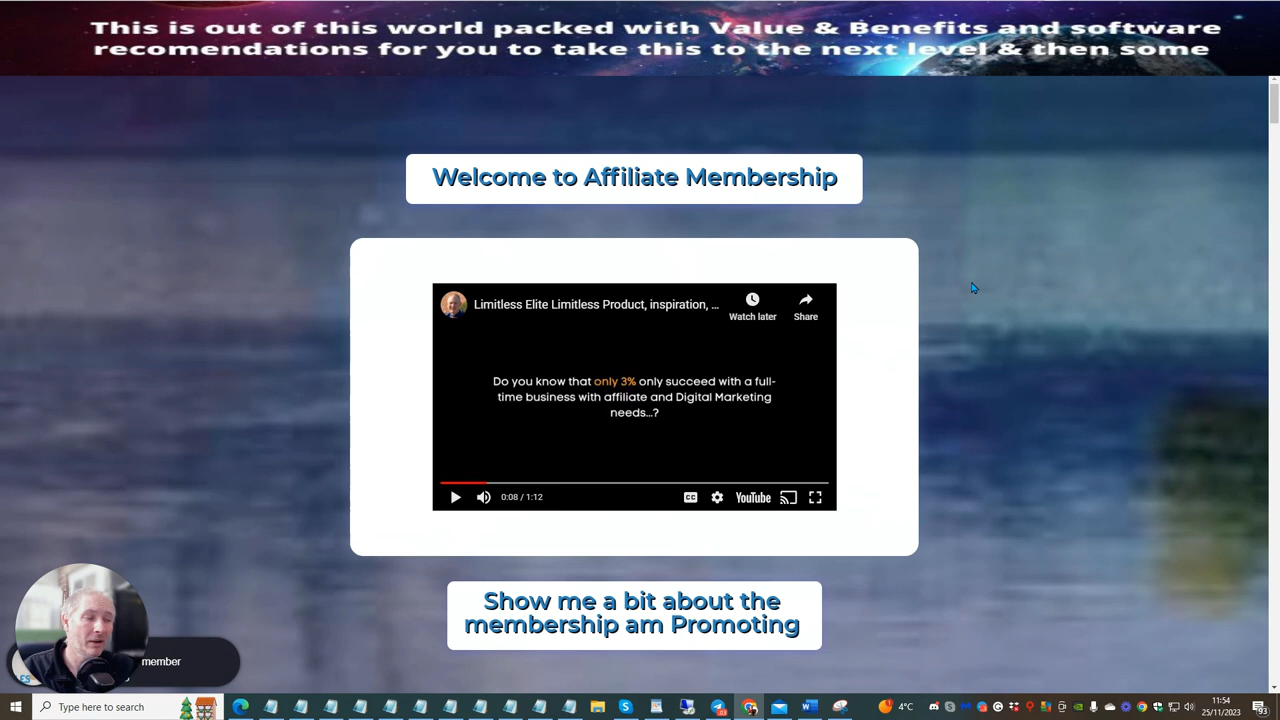 This is out of this world packed with Value & Benefits and software
recomendations for you to take this to the next level & then some
Welcome to Affiliate Membership
Limitless Elite Limitless Product, inspiration, ...
Watch later
Share
Do you know that only 3% only succeed with a full-
time business with affiliate and Digital Marketing
needs...?
0:08 / 1:12
CC
YouTube
Show me a bit about the
membership am Promoting
member
Type here to search
4°C
11:54
25/11/2023
93